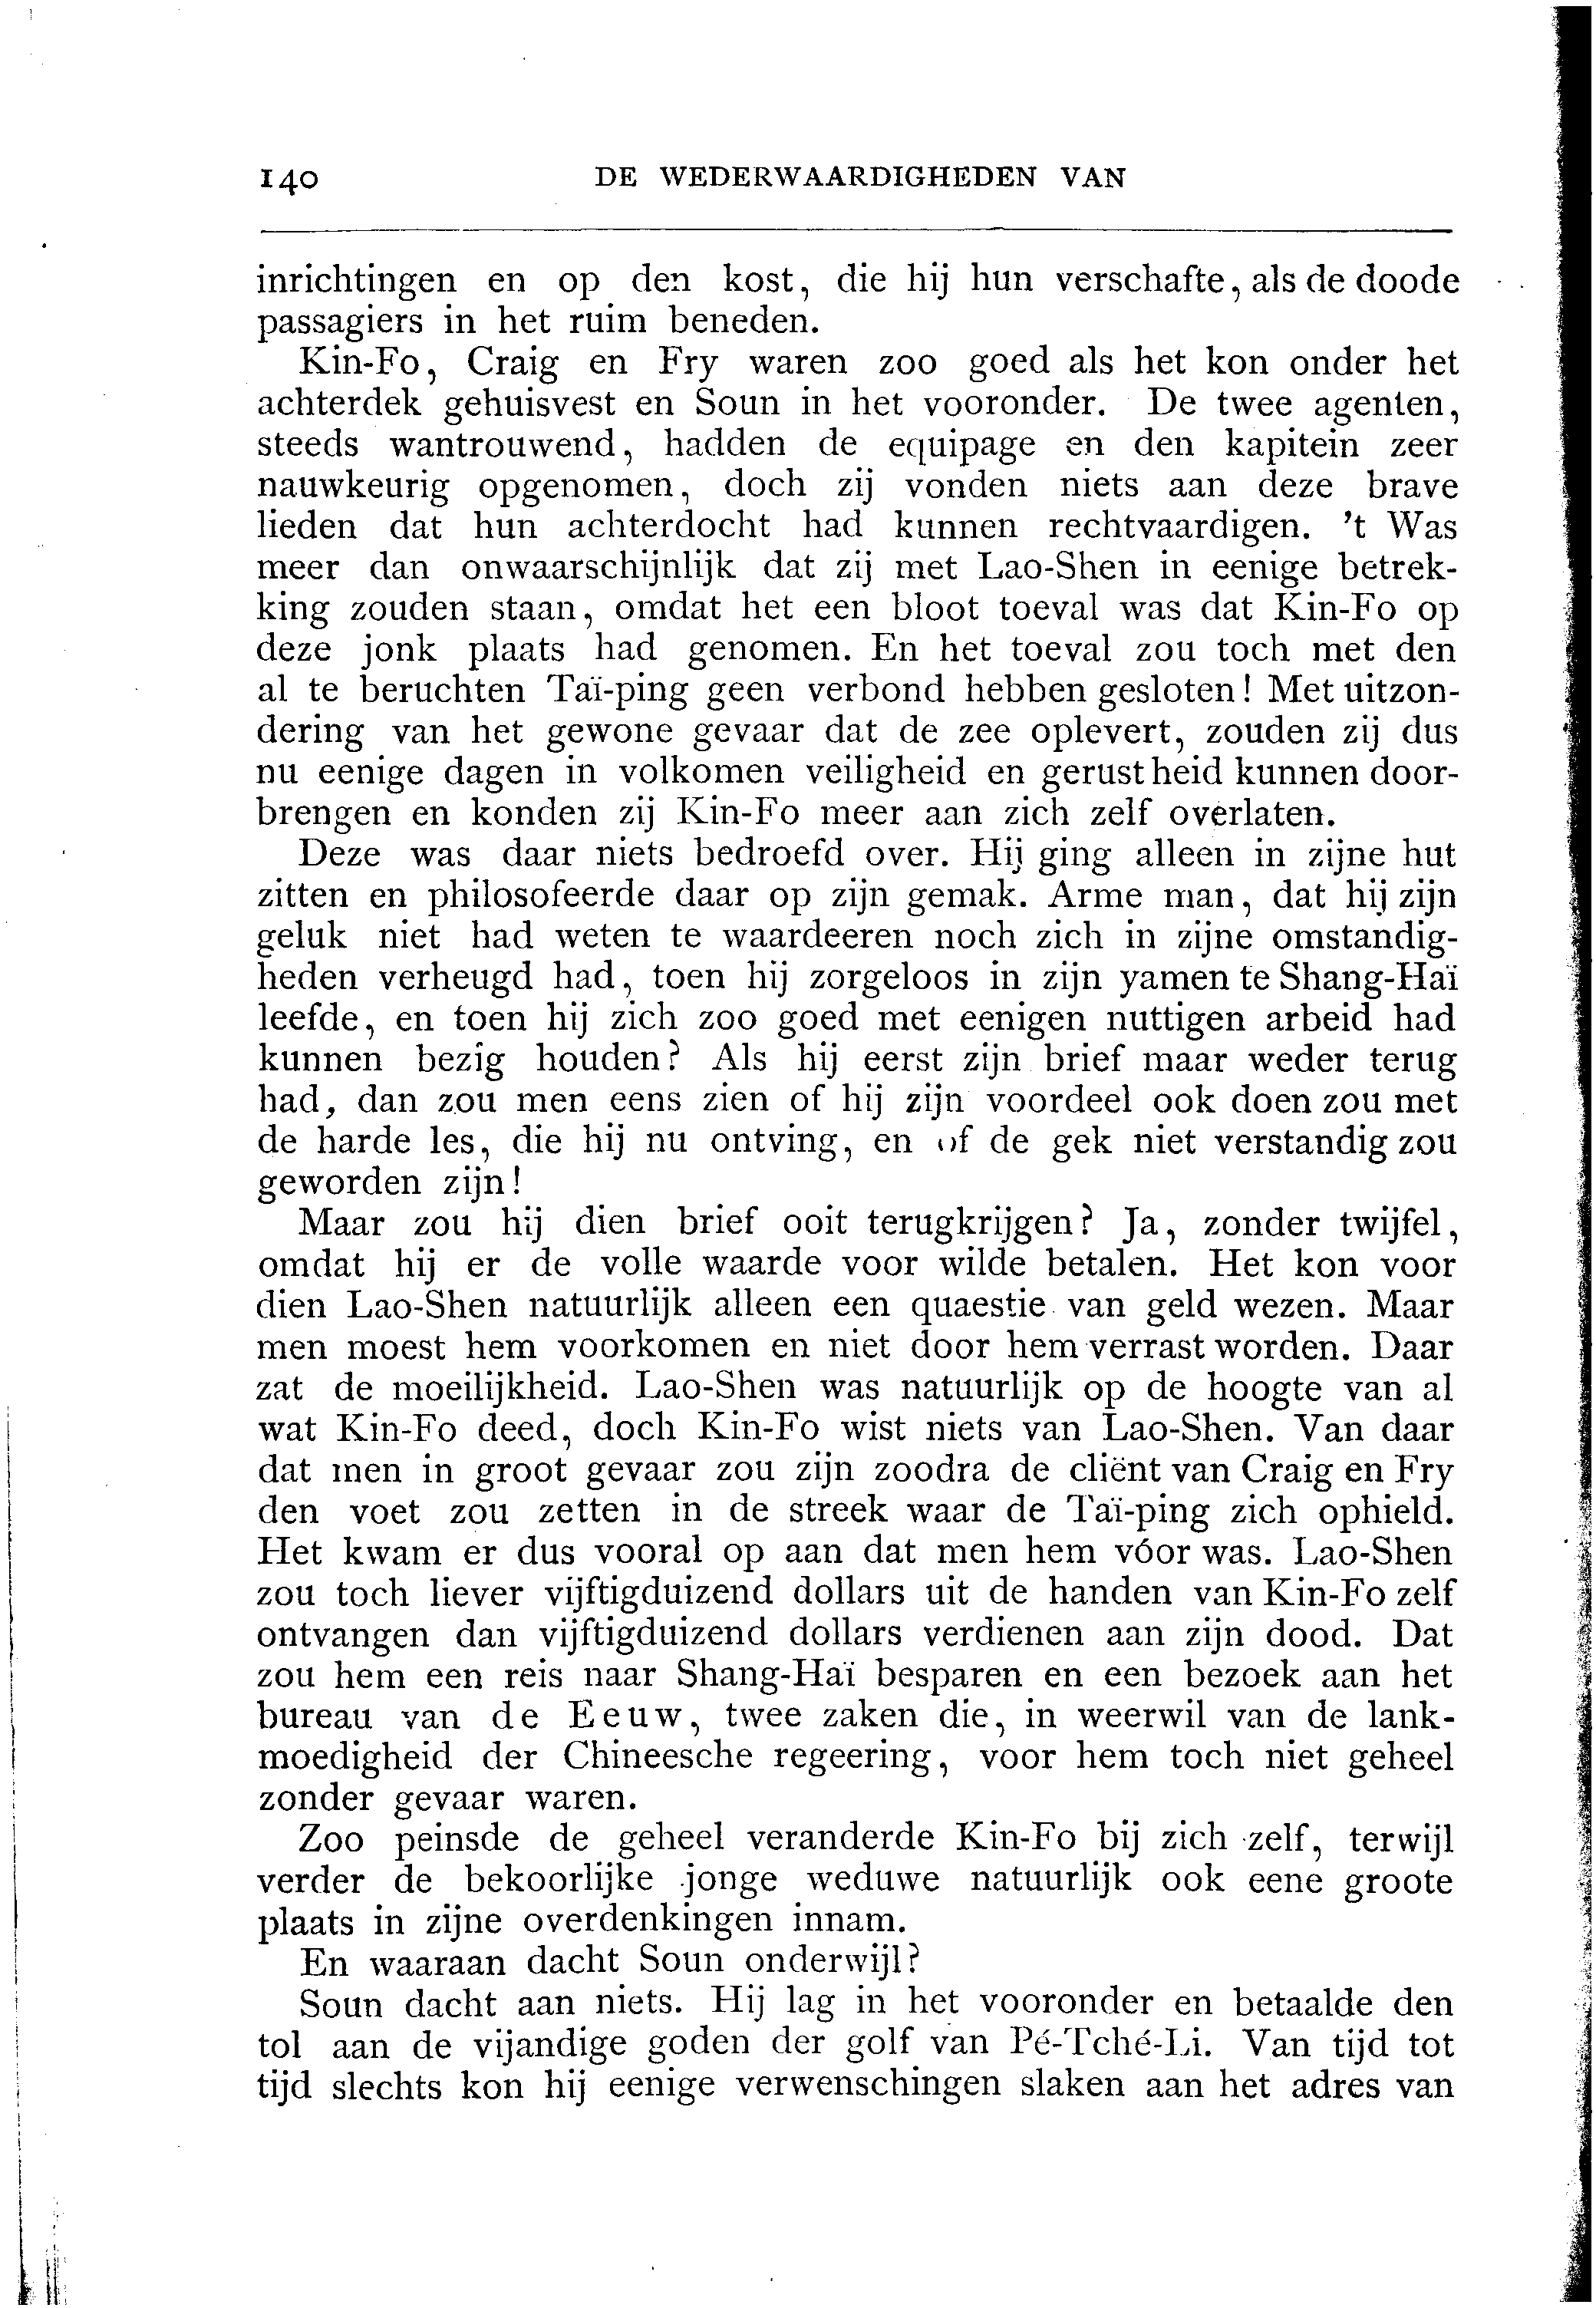 140 DE WEDERWAARDIGHEDEN VAN
inrichtingen en op den kost, die hij hun verschafte, als de doode
passagiers in het ruim beneden.
Kin-Fo, Craig en Fry waren zoo goed als het kon onder het
achterdek gehuisvest en Soun in het vooronder. De twee agenten,
steeds wantrouwend, hadden de equipage en den kapitein zeer
nauwkeurig opgenomen, doch zij vonden niets aan deze brave
lieden dat hun achterdocht had kunnen rechtvaardigen. 't Was
meer dan onwaarschijnlijk dat zij met Lao-Shen in eenige betrek-
king zouden staan, omdat het een bloot toeval was dat Kin-Fo op
deze jonk plaats had genomen. En het toeval zou toch met den
al te beruchten Taï-ping geen verbond hebben gesloten! Met uitzon-
dering van het gewone gevaar dat de zee oplevert, zouden zij dus
nu eenige dagen in volkomen veiligheid en gerustheid kunnen door-
brengen en konden zij Kin-Fo meer aan zich zelf overlaten.
Deze was daar niets bedroefd over. Hij ging alleen in zijne hut
zitten en philosofeerde daar op zijn gemak. Arme man, dat hij zijn
geluk niet had weten te waardeeren noch zich in zijne omstandig-
heden verheugd had, toen hij zorgeloos in zijn yamen te Shang-Haï
leefde, en toen hij zich zoo goed met eenigen nuttigen arbeid had
kunnen bezig houden? Als hij eerst zijn brief maar weder terug
had, dan zou men eens zien of hij zijn voordeel ook doen zou met
de harde les, die hij nu ontving, en of de gek niet verstandig zou
geworden zijn!
Maar zou hij dien brief ooit terugkrijgen? Ja, zonder twijfel,
omdat hij er de volle waarde voor wilde betalen. Het kon voor
dien Lao-Shen natuurlijk alleen een quaestie van geld wezen. Maar
men moest hem voorkomen en niet door hem verrast worden. Daar
zat de moeilijkheid. Lao-Shen was natuurlijk op de hoogte van al
wat Kin-Fo deed, doch Kin-Fo wist niets van Lao-Shen. Van daar
dat men in groot gevaar zou zijn zoodra de cliënt van Craig en Fry
den voet zou zetten in de streek waar de Taï-ping zich ophield.
Het kwam er dus vooral op aan dat men hem vóor was. Lao-Shen
zou toch liever vijftigduizend dollars uit de handen van Kin-Fo zelf
ontvangen dan vijftigduizend dollars verdienen aan zijn dood. Dat
zou hem een reis naar Shang-Haï besparen en een bezoek aan het
bureau van de Eeuw, twee zaken die, in weerwil van de lank-
moedigheid der Chineesche regeering, voor hem toch niet geheel
zonder gevaar waren.
Zoo peinsde de geheel veranderde Kin-Fo bij zich zelf, terwijl
verder de bekoorlijke jonge weduwe natuurlijk ook eene groote
plaats in zijne overdenkingen innam.
En waaraan dacht Soun onderwijl?
Soun dacht aan niets. Hij lag in het vooronder en betaalde den
tol aan de vijandige goden der golf van Pé-Tché-Li. Van tijd tot
tijd slechts kon hij eenige verwenschingen slaken aan het adres van